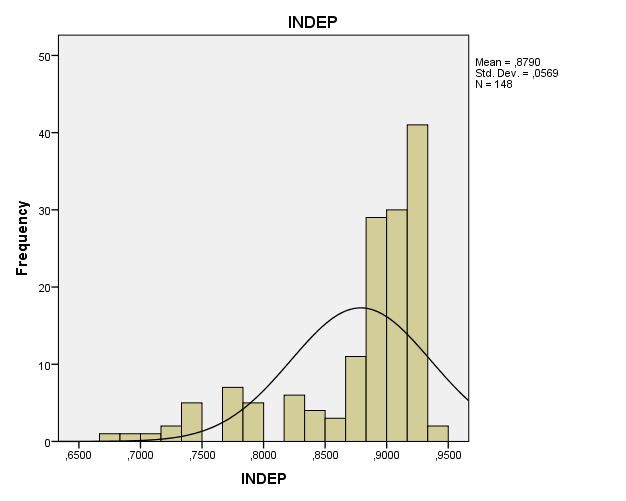 INDEP
Mean = ,8790
Std. Dev. = ,0569
N = 148
50
40
30
20
10
0
Frequency
,6500 ,7000 ,7500 ,8000 ,8500 ,9000 ,9500
INDEP